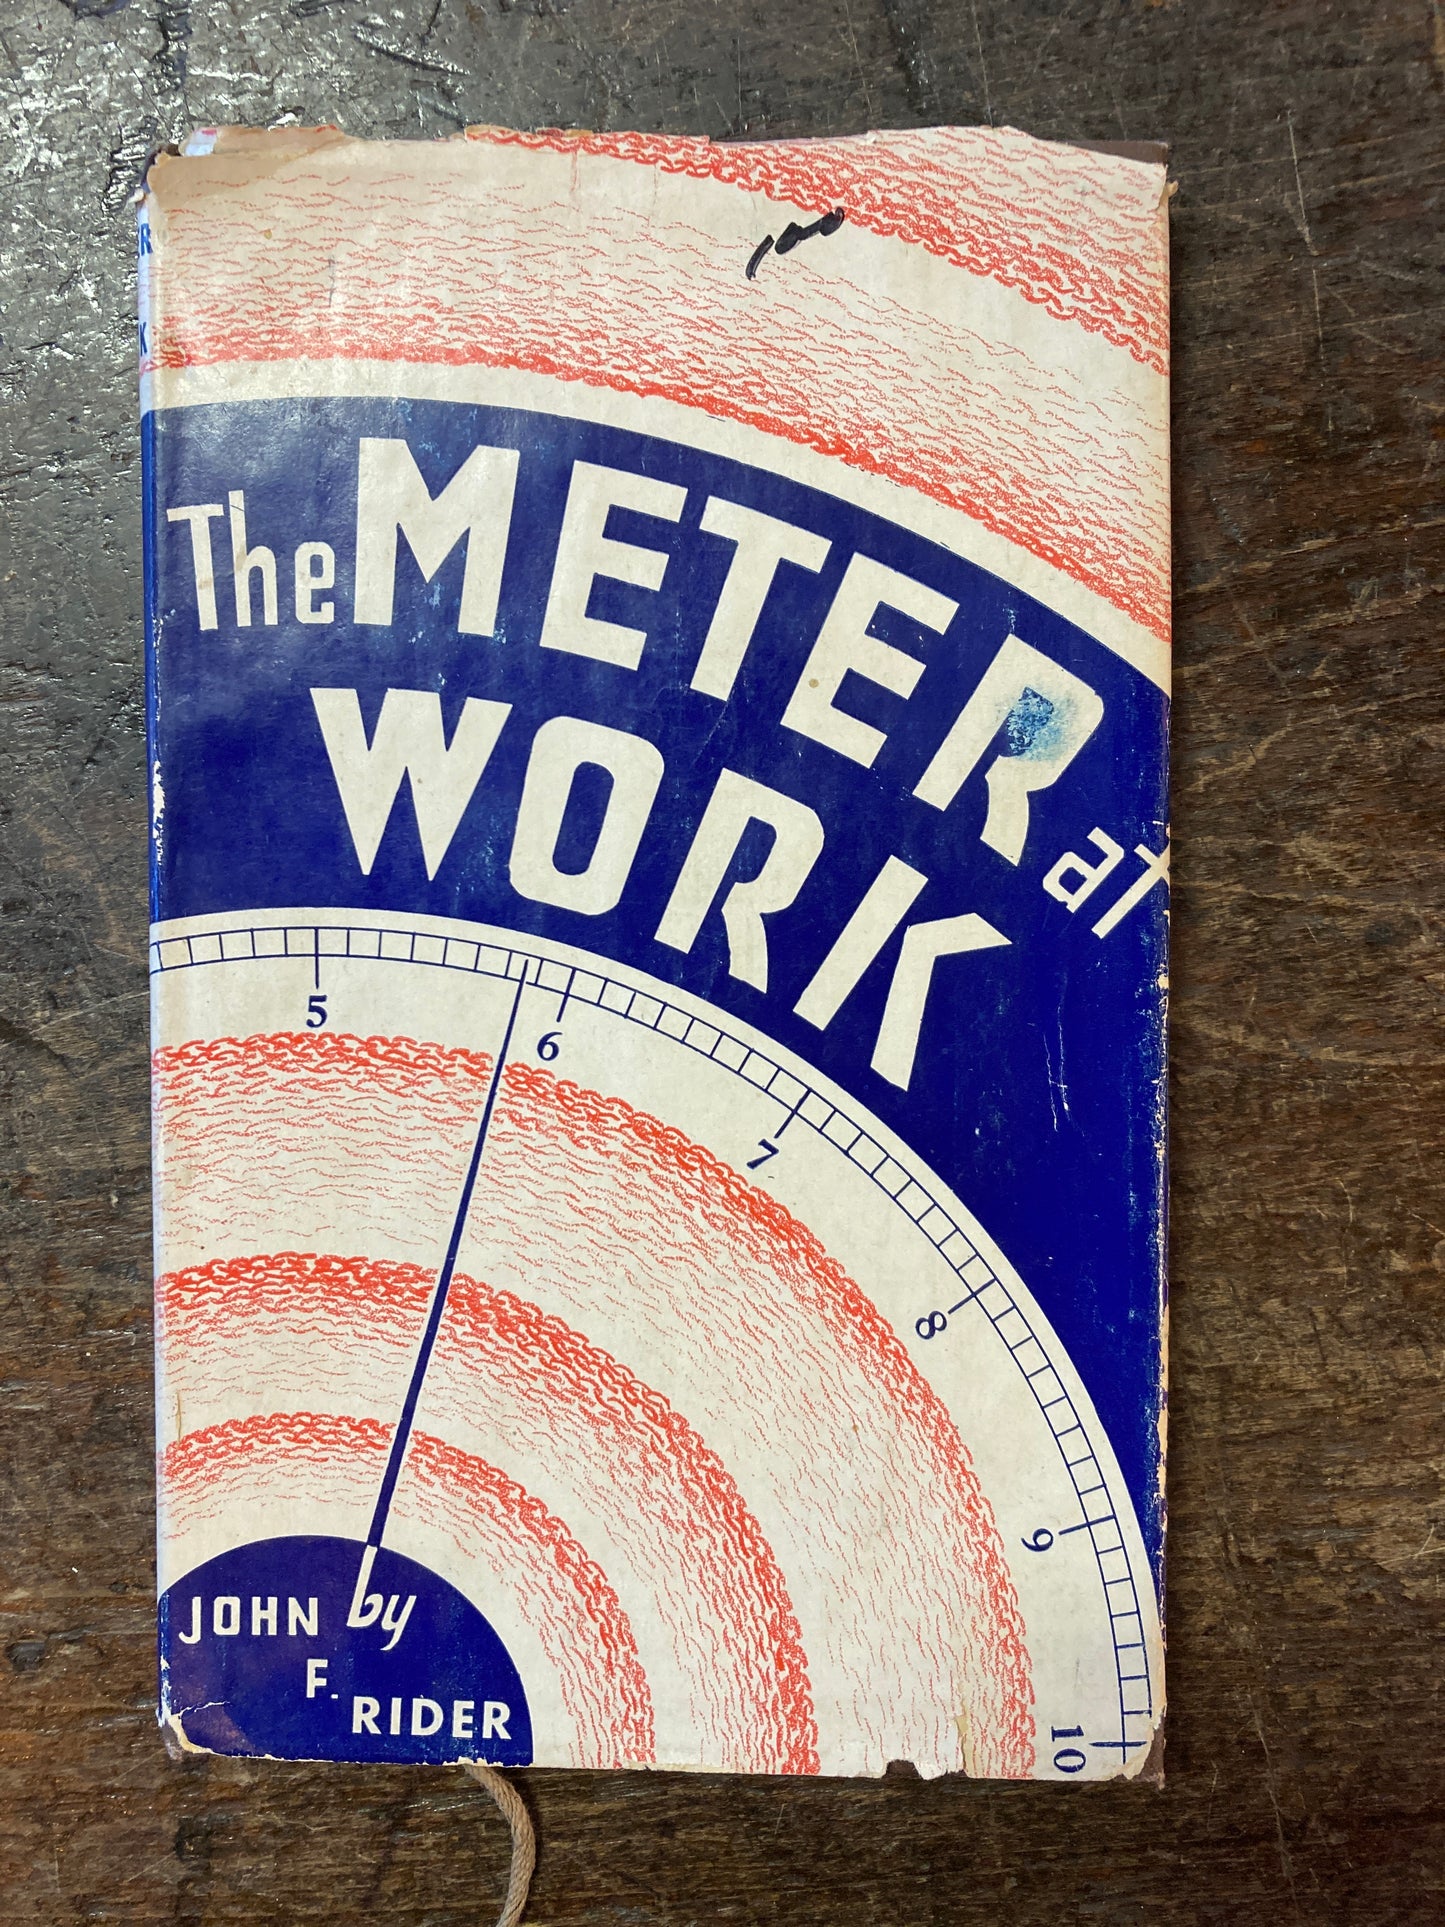 100
R
K
The METER at
WORK
5
6
7
8
9
10
by
JOHN
F. RIDER